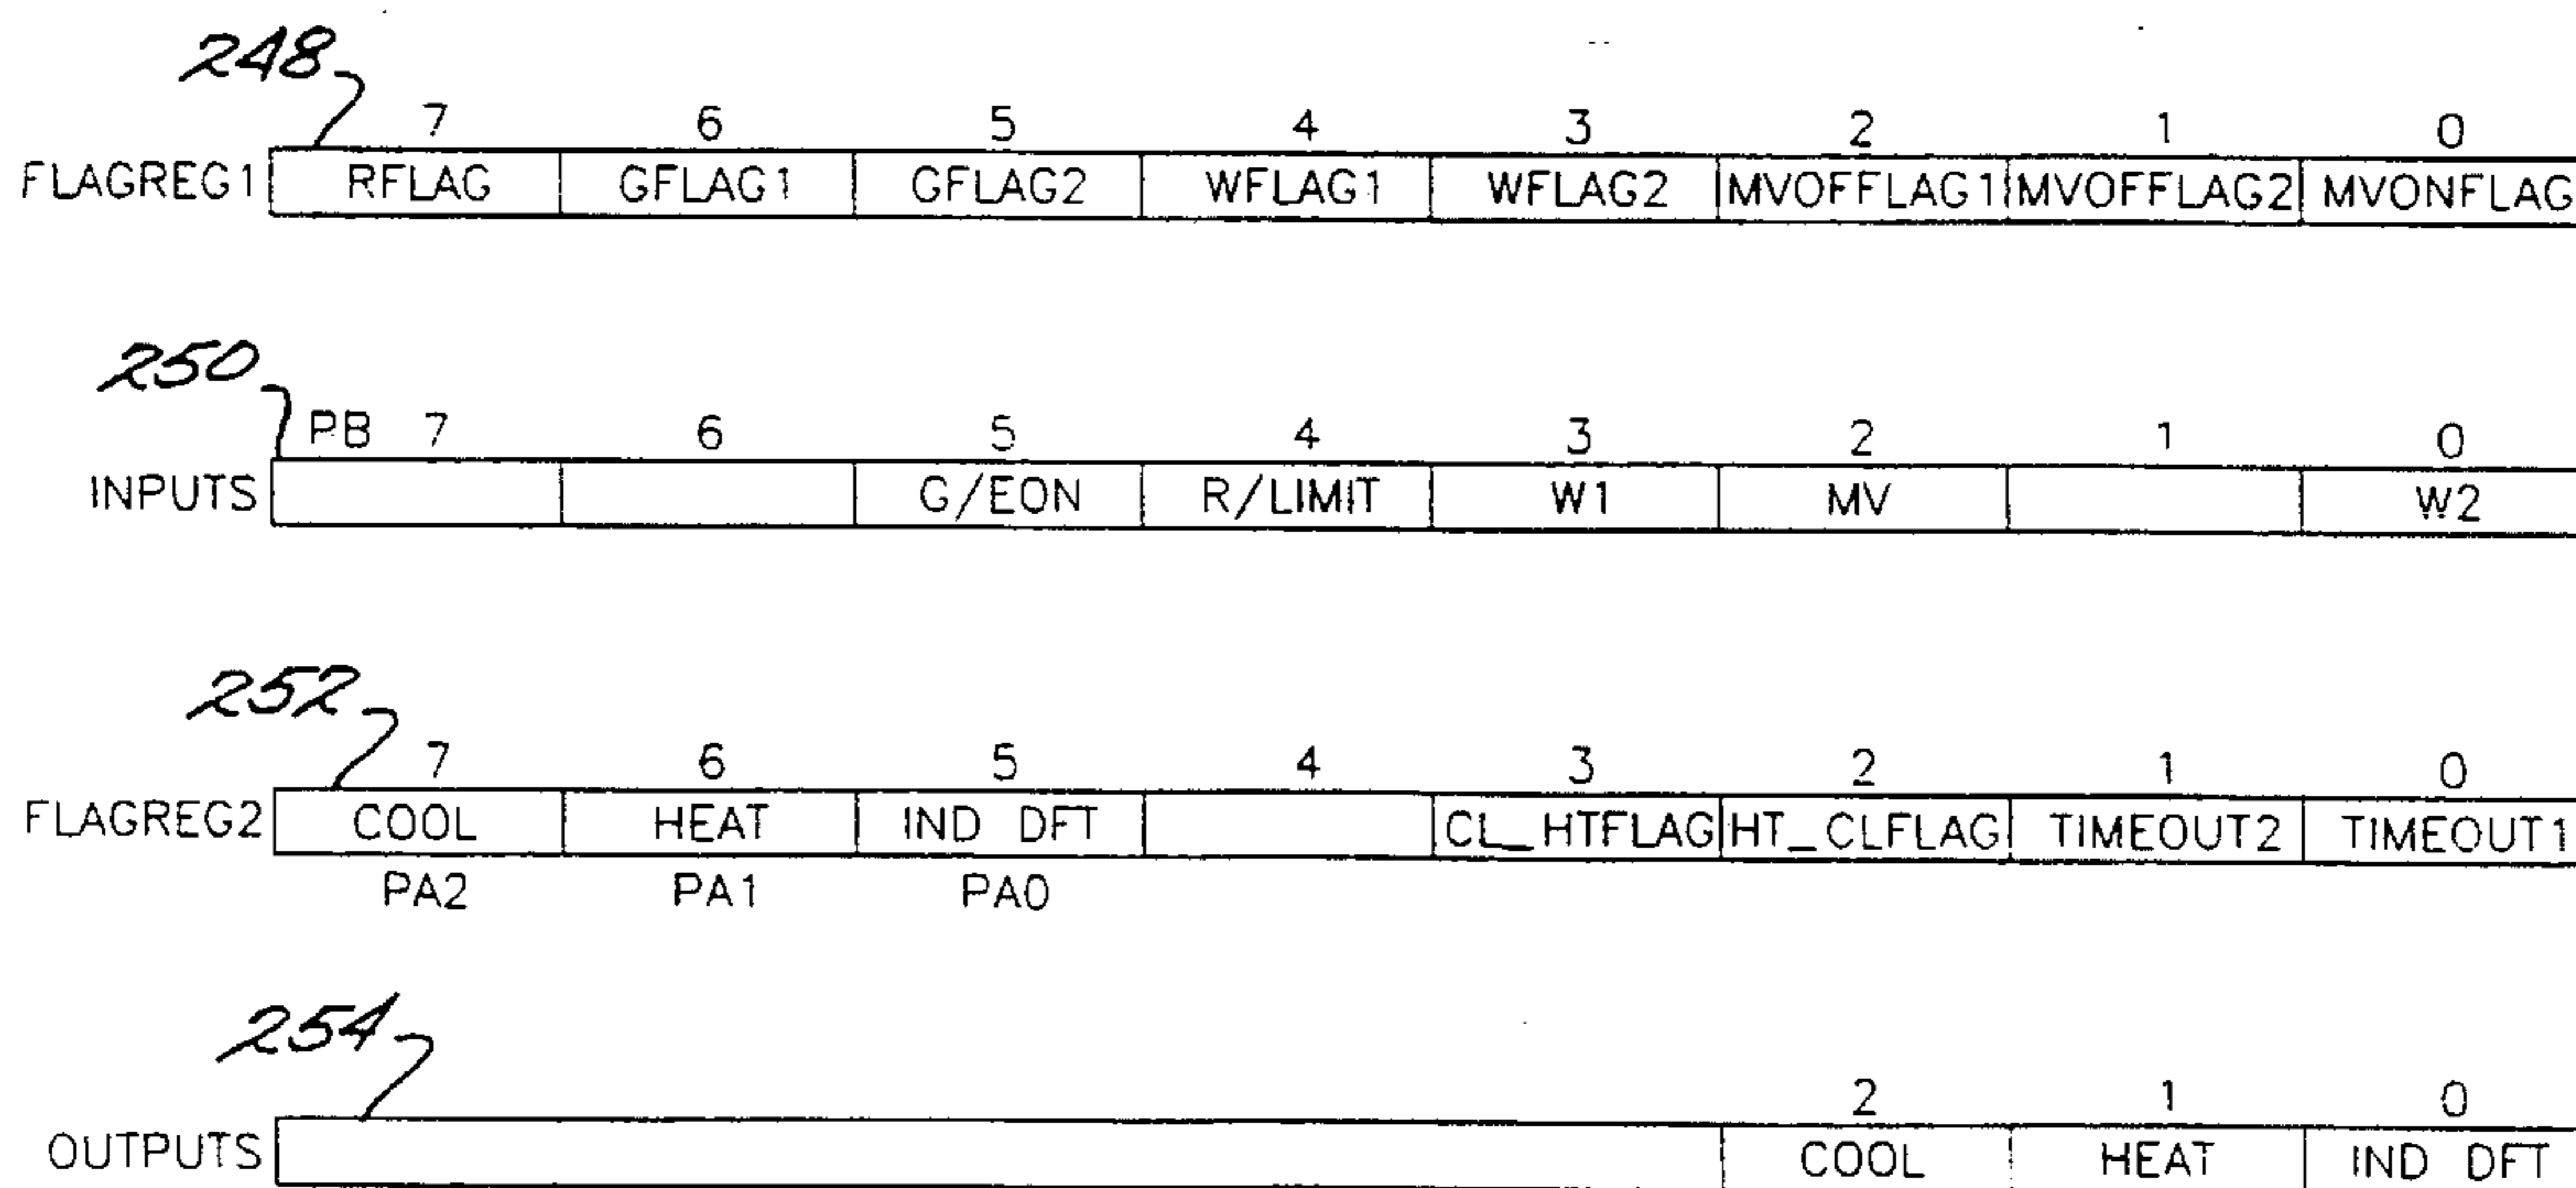 248
7 6 5 4 3 2 1 0
FLAGREG1 RFLAG GFLAG1 GFLAG2 WFLAG1 WFLAG2 MVOFFLAG1 MVOFFLAG2 MVONFLAG
250
PB 7 6 5 4 3 2 1 0
INPUTS G/EON R/LIMIT W1 MV W2
252
7 6 5 4 3 2 1 0
FLAGREG2 COOL HEAT IND DFT CL_HTFLAG HT_CLFLAG TIMEOUT2 TIMEOUT1
PA2 PA1 PA0
254
2 1 0
OUTPUTS COOL HEAT IND DFT